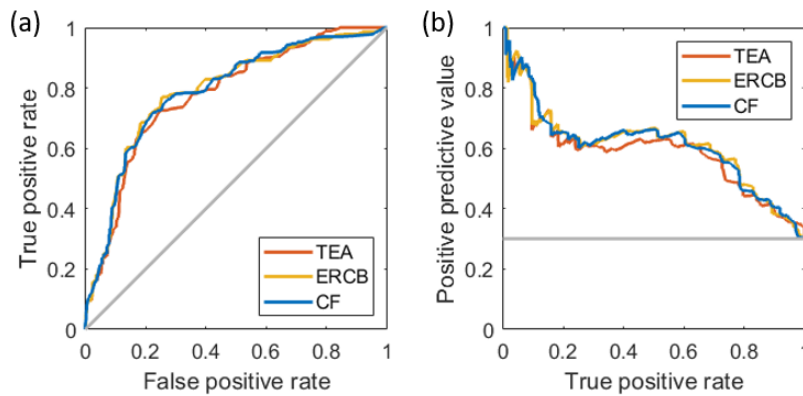 (a)
1
0.8
0.6
0.4
0.2
0
True positive rate
TEA
ERCB
CF
0 0.2 0.4 0.6 0.8 1
False positive rate
(b)
1
0.8
0.6
0.4
0.2
0
Positive predictive value
TEA
ERCB
CF
0 0.2 0.4 0.6 0.8 1
True positive rate